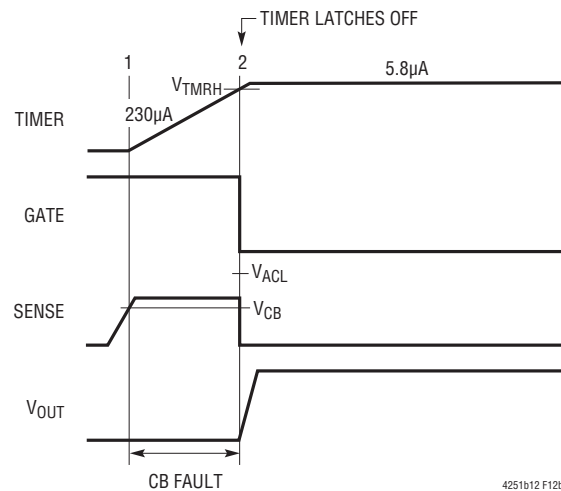 TIMER LATCHES OFF
1
2
5.8µA
VTMRH
230µA
TIMER
GATE
VACL
SENSE
VCB
VOUT
CB FAULT
4251b12 F12b